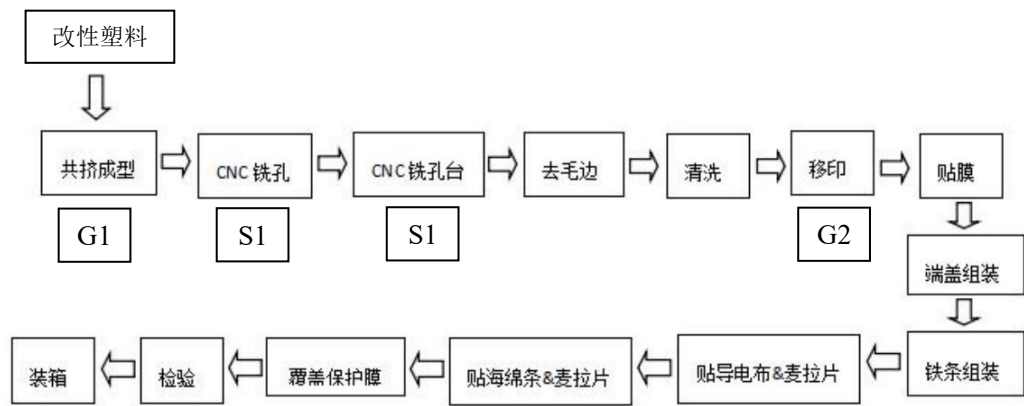 改性塑料
共挤成型
CNC 铣孔
CNC 铣孔台
去毛边
清洗
移印
贴膜
G1
S1
S1
G2
端盖组装
铁条组装
贴导电布&麦拉片
贴海绵条&麦拉片
覆盖保护膜
检验
装箱